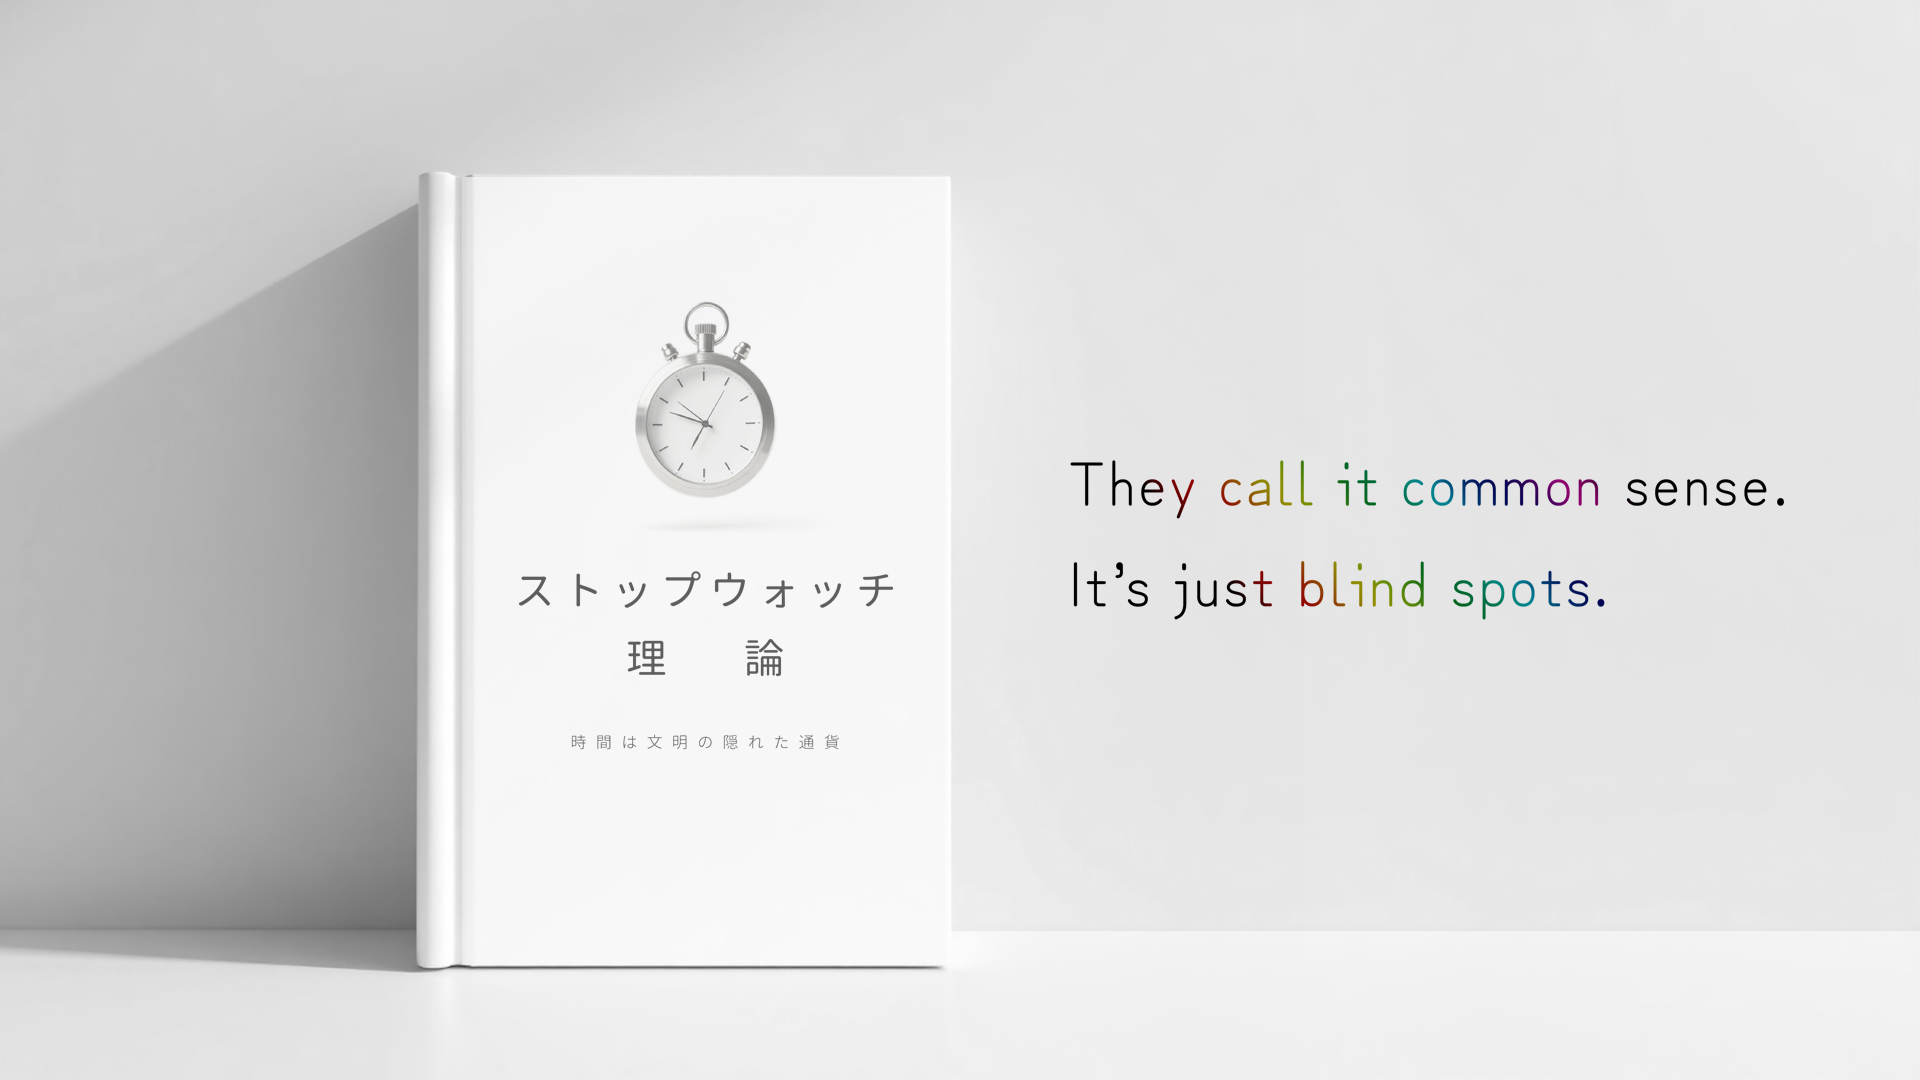 ストップウォッチ
理論
時間は文明の隠れた通貨
They call it common sense.
It’s just blind spots.